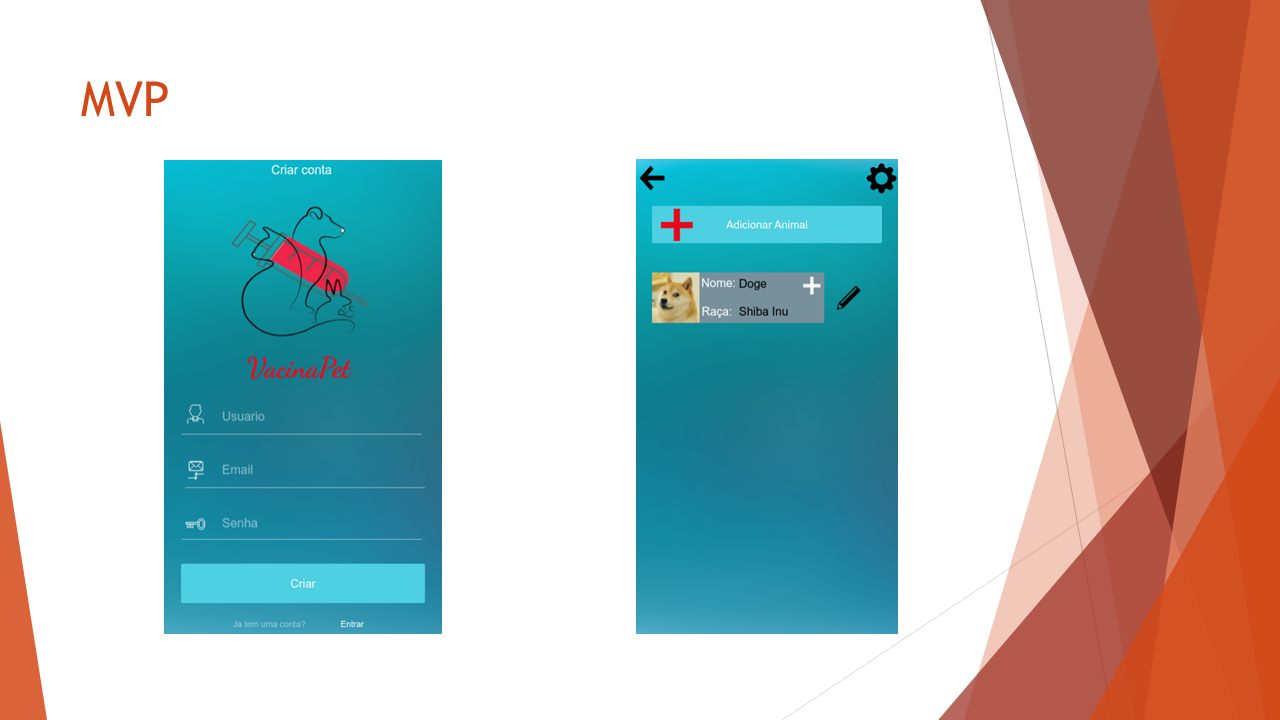 MVP
Criar conta
VacinaPet
Usuario
Email
Senha
Criar
Ja tem uma conta? Entrar
Adicionar Animal
Nome: Doge
Raça: Shiba Inu